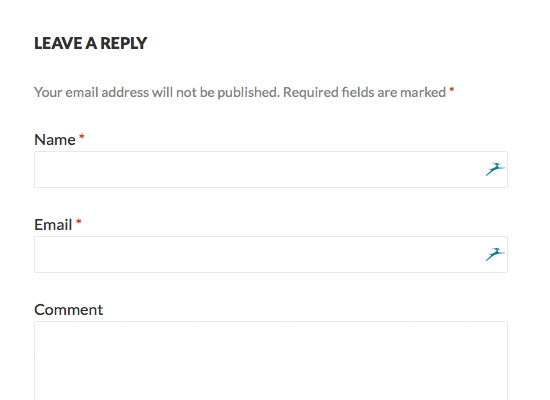 LEAVE A REPLY
Your email address will not be published. Required fields are marked *
Name *
Email *
Comment